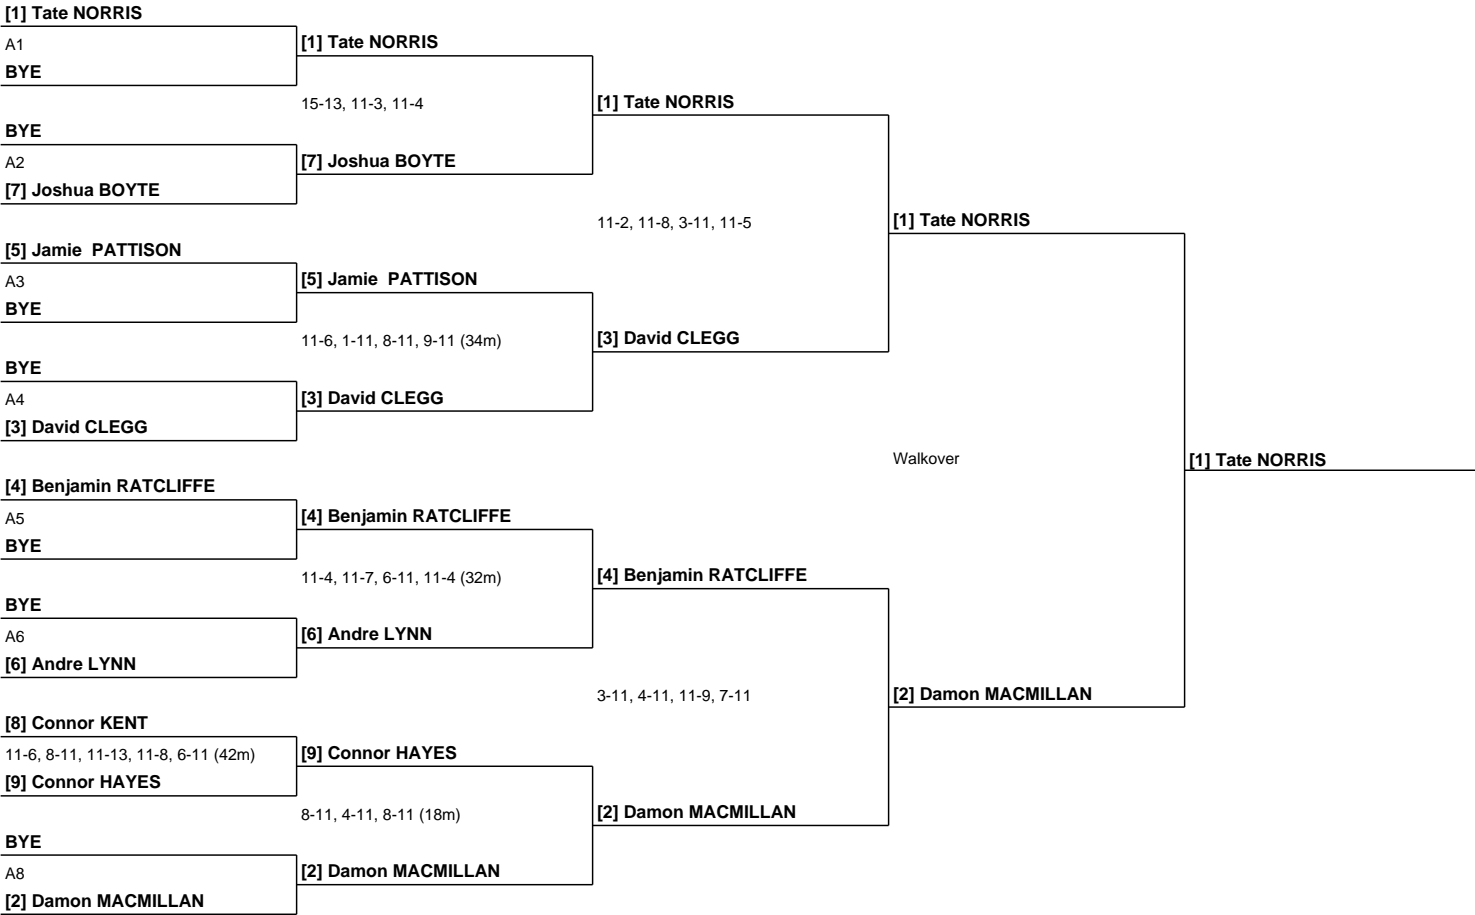 [1] Tate NORRIS
A1
BYE
BYE
A2
[7] Joshua BOYTE
[5] Jamie  PATTISON
A3
BYE
BYE
A4
[3] David CLEGG
[4] Benjamin RATCLIFFE
A5
BYE
BYE
A6
[6] Andre LYNN
[8] Connor KENT
11-6, 8-11, 11-13, 11-8, 6-11 (42m)
[9] Connor HAYES
BYE
A8
[2] Damon MACMILLAN
[1] Tate NORRIS
15-13, 11-3, 11-4
[7] Joshua BOYTE
[5] Jamie  PATTISON
11-6, 1-11, 8-11, 9-11 (34m)
[3] David CLEGG
[4] Benjamin RATCLIFFE
11-4, 11-7, 6-11, 11-4 (32m)
[6] Andre LYNN
[9] Connor HAYES
8-11, 4-11, 8-11 (18m)
[2] Damon MACMILLAN
[1] Tate NORRIS
11-2, 11-8, 3-11, 11-5
[3] David CLEGG
[4] Benjamin RATCLIFFE
3-11, 4-11, 11-9, 7-11
[2] Damon MACMILLAN
[1] Tate NORRIS
Walkover
[2] Damon MACMILLAN
[1] Tate NORRIS